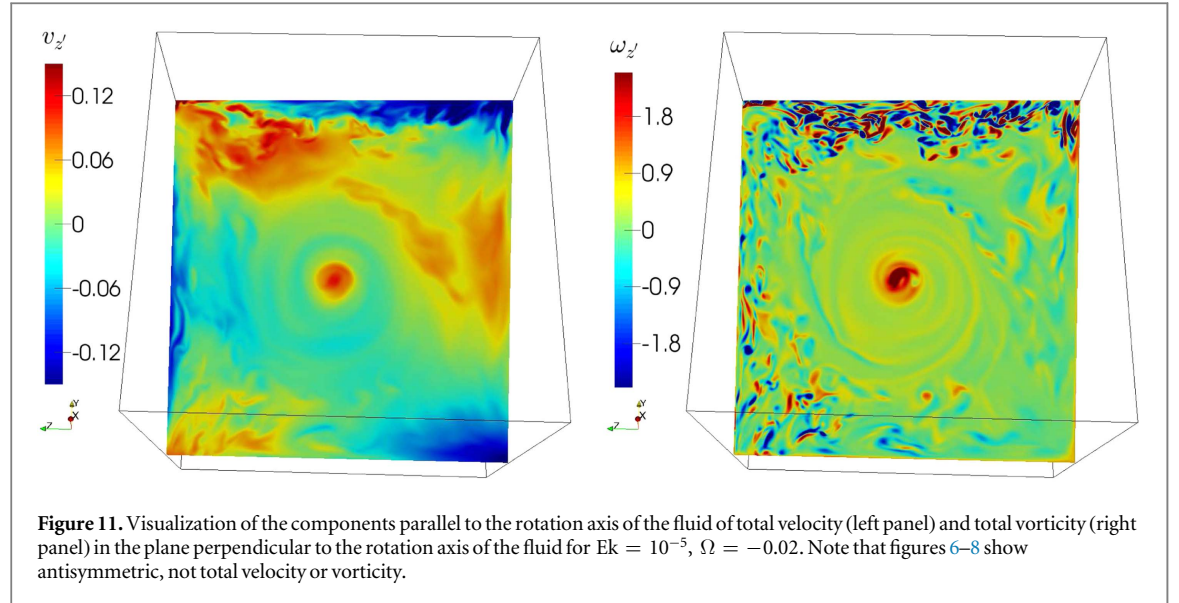 v_{z'}
0.12
0.06
0
-0.06
-0.12
Y
X
Z
ω_{z'}
1.8
0.9
0
-0.9
-1.8
Y
X
Z
Figure 11. Visualization of the components parallel to the rotation axis of the fluid of total velocity (left panel) and total vorticity (right
panel) in the plane perpendicular to the rotation axis of the fluid for Ek = 10⁻⁵, Ω = −0.02. Note that figures 6–8 show
antisymmetric, not total velocity or vorticity.